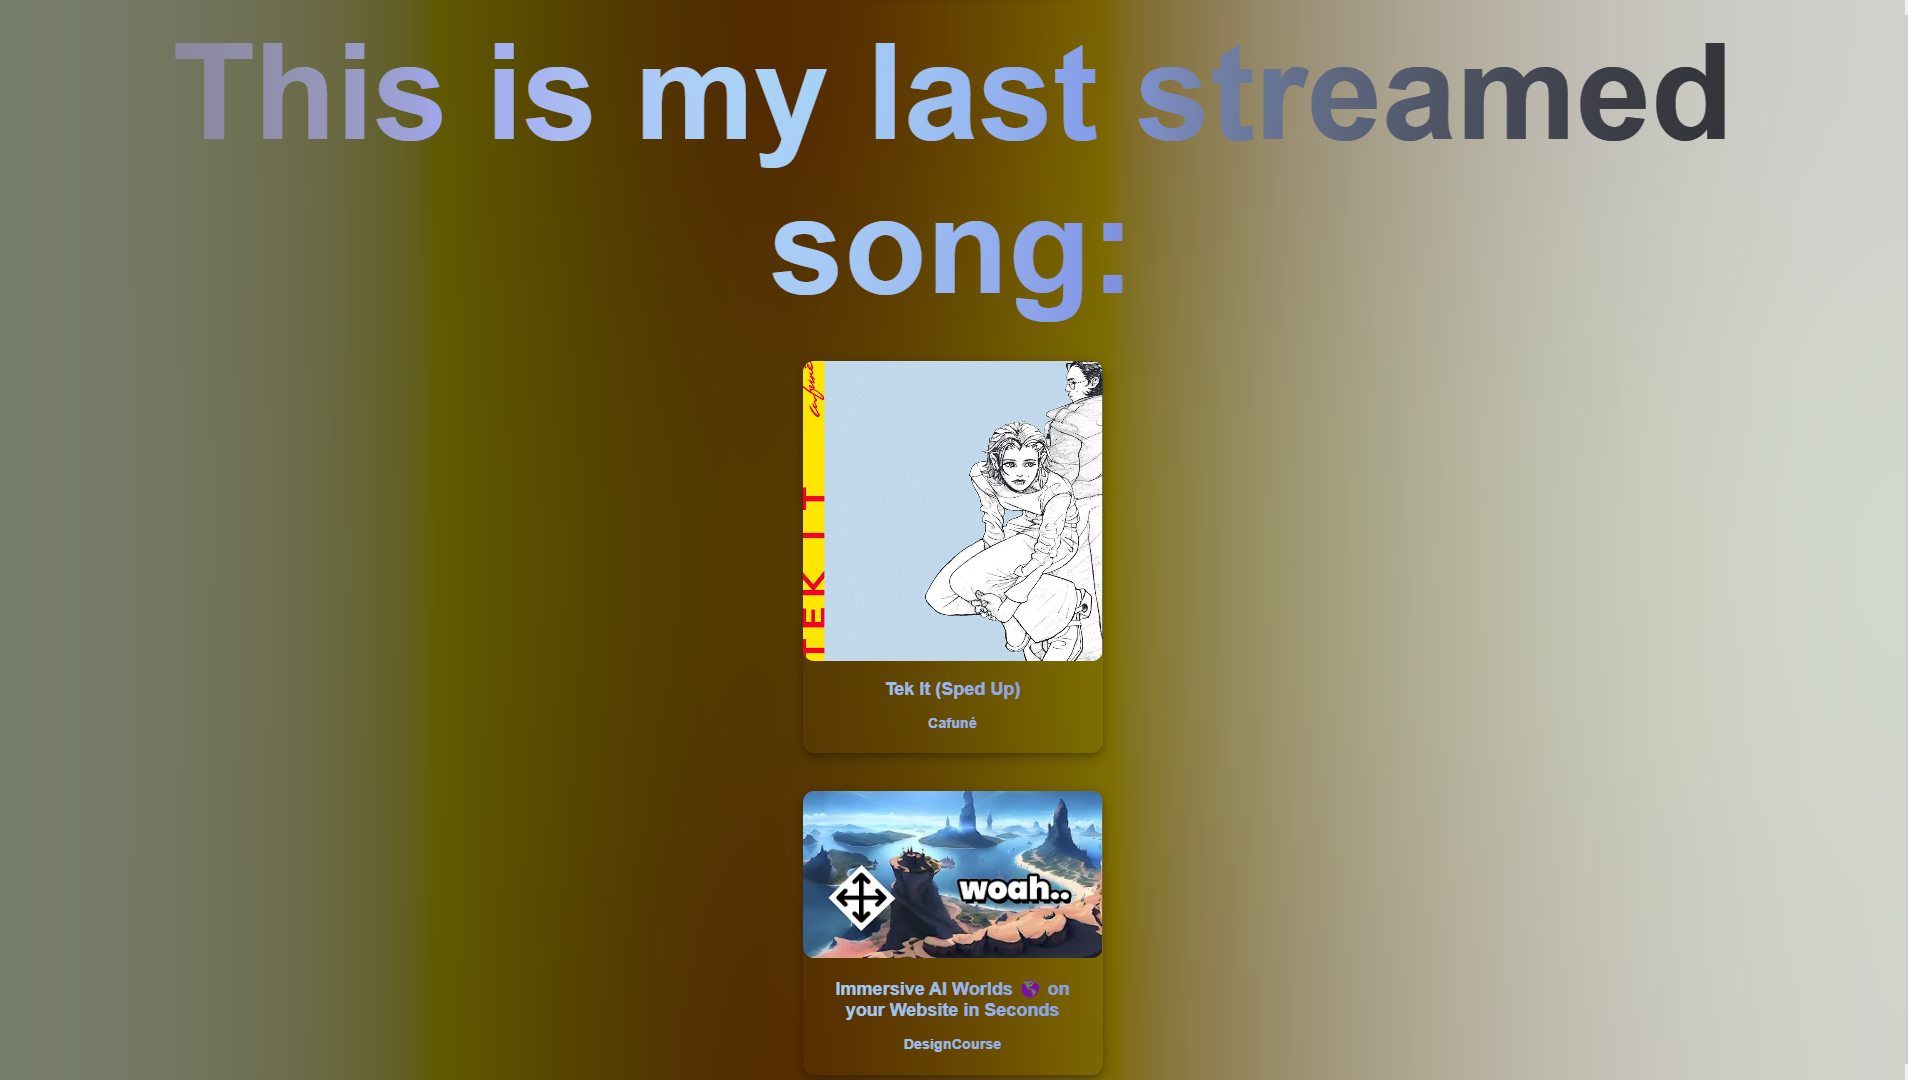 This is my last streamed
song:
cafuné
TEK IT
Tek It (Sped Up)
Cafuné
woah..
Immersive AI Worlds 🌎 on
your Website in Seconds
DesignCourse